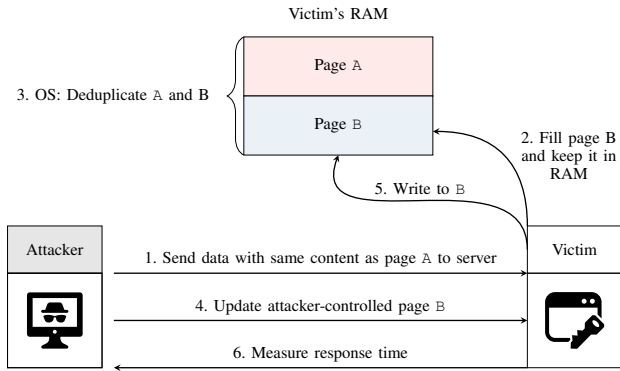 Victim's RAM
Page A
3. OS: Deduplicate A and B
Page B
2. Fill page B
and keep it in
RAM
5. Write to B
Attacker
Victim
1. Send data with same content as page A to server
4. Update attacker-controlled page B
6. Measure response time